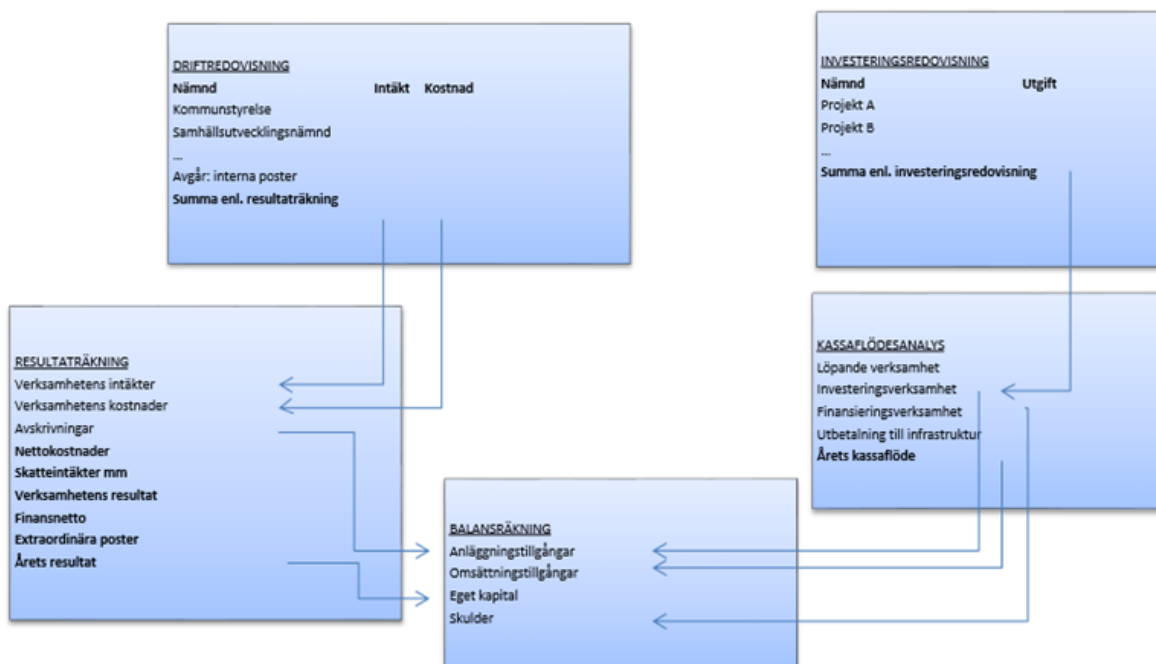 DRIFTREDOVISNING
Nämnd Intäkt Kostnad
Kommunstyrelse
Samhällsutvecklingsnämnd
...
Avgår: interna poster
Summa enl. resultaträkning
INVESTERINGSREDOVISNING
Nämnd Utgift
Projekt A
Projekt B
...
Summa enl. investeringsredovisning
RESULTATRÄKNING
Verksamhetens intäkter
Verksamhetens kostnader
Avskrivningar
Nettokostnader
Skatteintäkter mm
Verksamhetens resultat
Finansnetto
Extraordinära poster
Årets resultat
KASSAFLÖDESANALYS
Löpande verksamhet
Investeringsverksamhet
Finansieringsverksamhet
Utbetalning till infrastruktur
Årets kassaflöde
BALANSRÄKNING
Anläggningstillgångar
Omsättningstillgångar
Eget kapital
Skulder